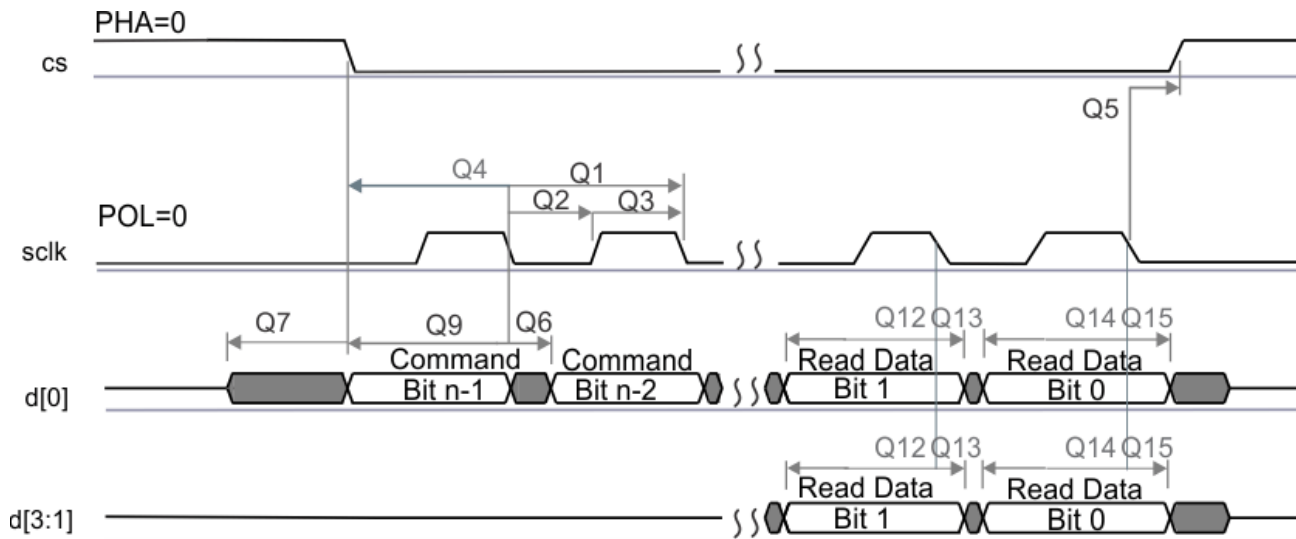 PHA=0
cs
Q5
Q4 Q1
Q2 Q3
POL=0
sclk
Q7 Q9 Q6 Q12 Q13 Q14 Q15
Command Command Read Data Read Data
d[0] Bit n-1 Bit n-2 Bit 1 Bit 0
Q12 Q13 Q14 Q15
Read Data Read Data
d[3:1] Bit 1 Bit 0